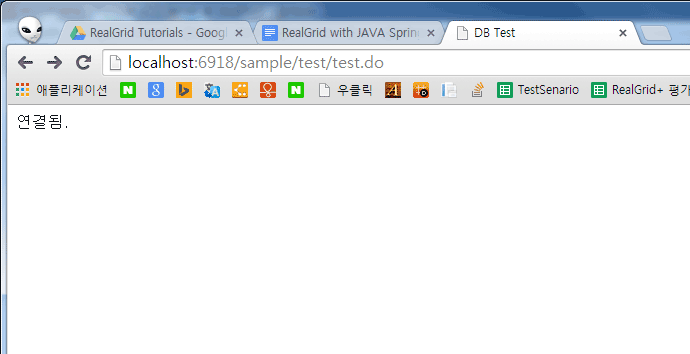 RealGrid Tutorials - Goog
RealGrid with JAVA Sprin
DB Test
localhost:6918/sample/test/test.do
애플리케이션
우클릭
TestSenario
RealGrid+ 평가
연결됨.